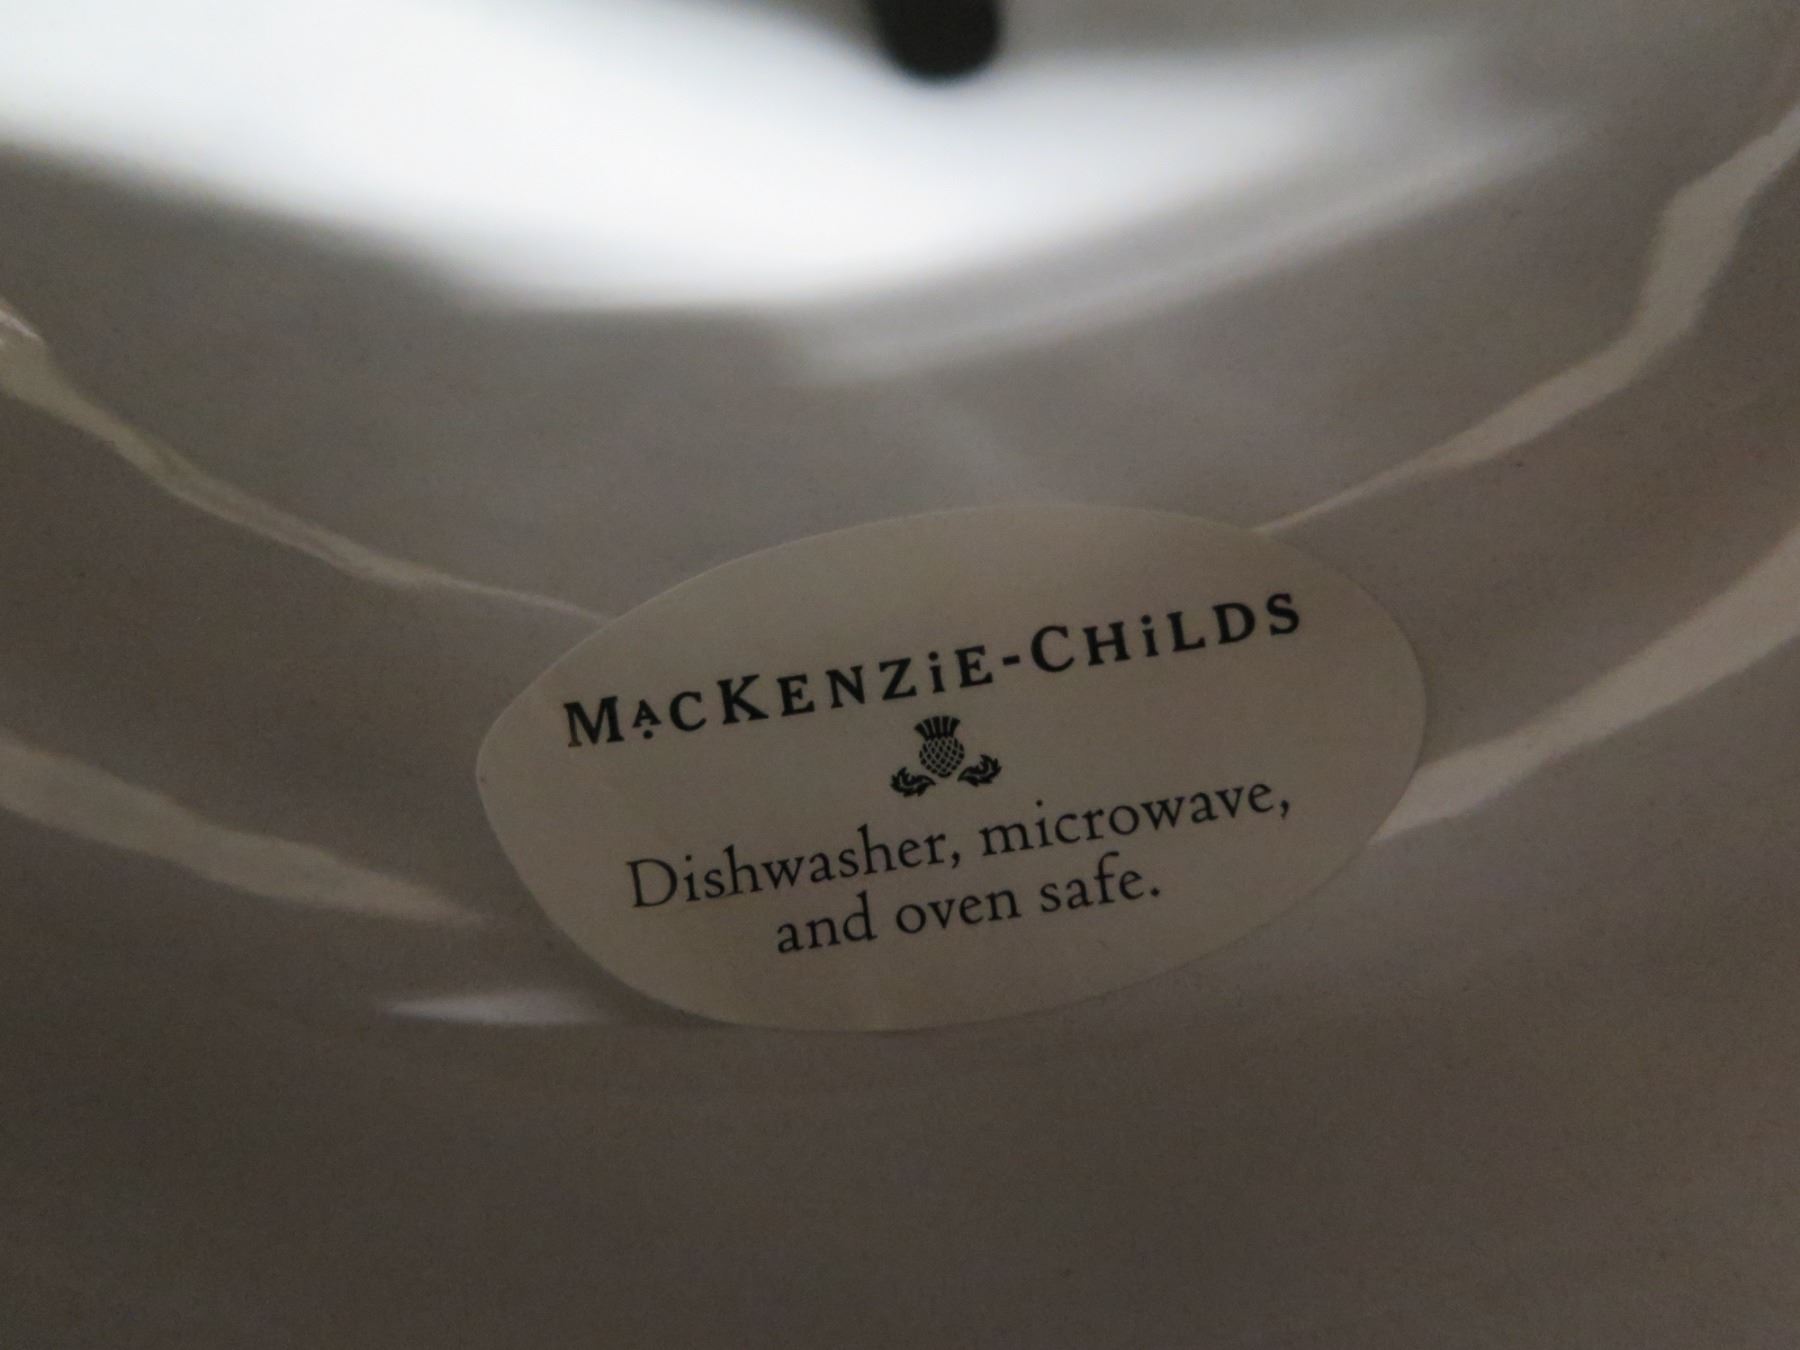 MacKenzie-Childs
Dishwasher, microwave,
and oven safe.